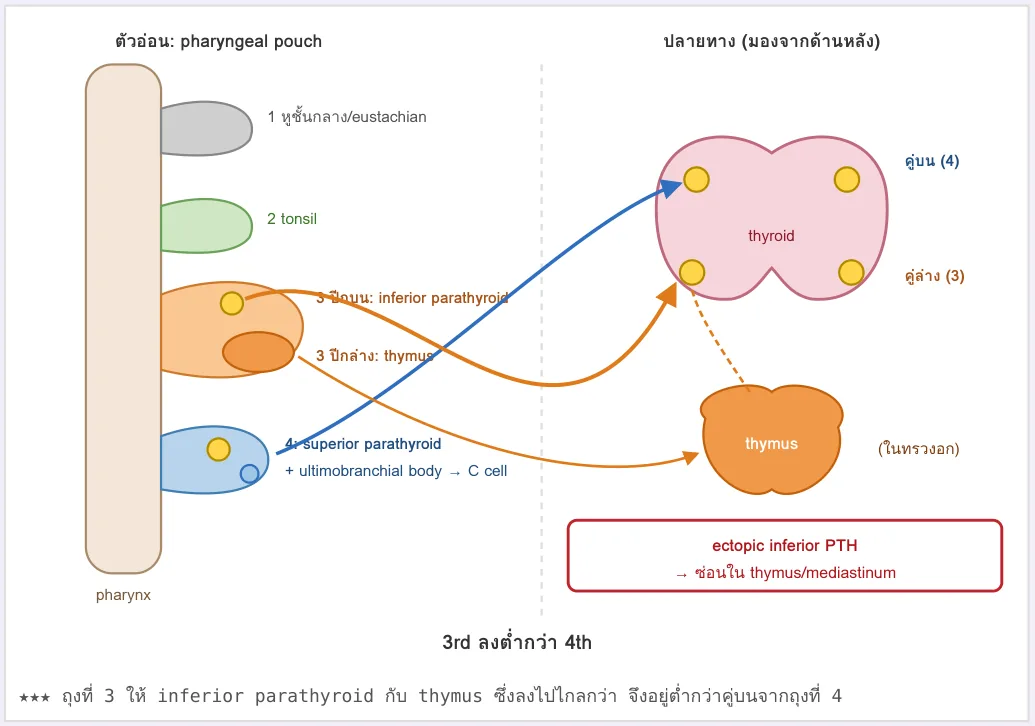 ตัวอ่อน: pharyngeal pouch
ปลายทาง (มองจากด้านหลัง)
1 หูชั้นกลาง/eustachian
คู่บน (4)
2 tonsil
thyroid
คู่ล่าง (3)
3 ปีกบน: inferior parathyroid
3 ปีกล่าง: thymus
4: superior parathyroid
thymus
(ในทรวงอก)
+ ultimobranchial body → C cell
ectopic inferior PTH
→ ซ่อนใน thymus/mediastinum
pharynx
3rd ลงต่ำกว่า 4th
★★★ ถุงที่ 3 ให้ inferior parathyroid กับ thymus ซึ่งลงไปไกลกว่า จึงอยู่ต่ำกว่าคู่บนจากถุงที่ 4